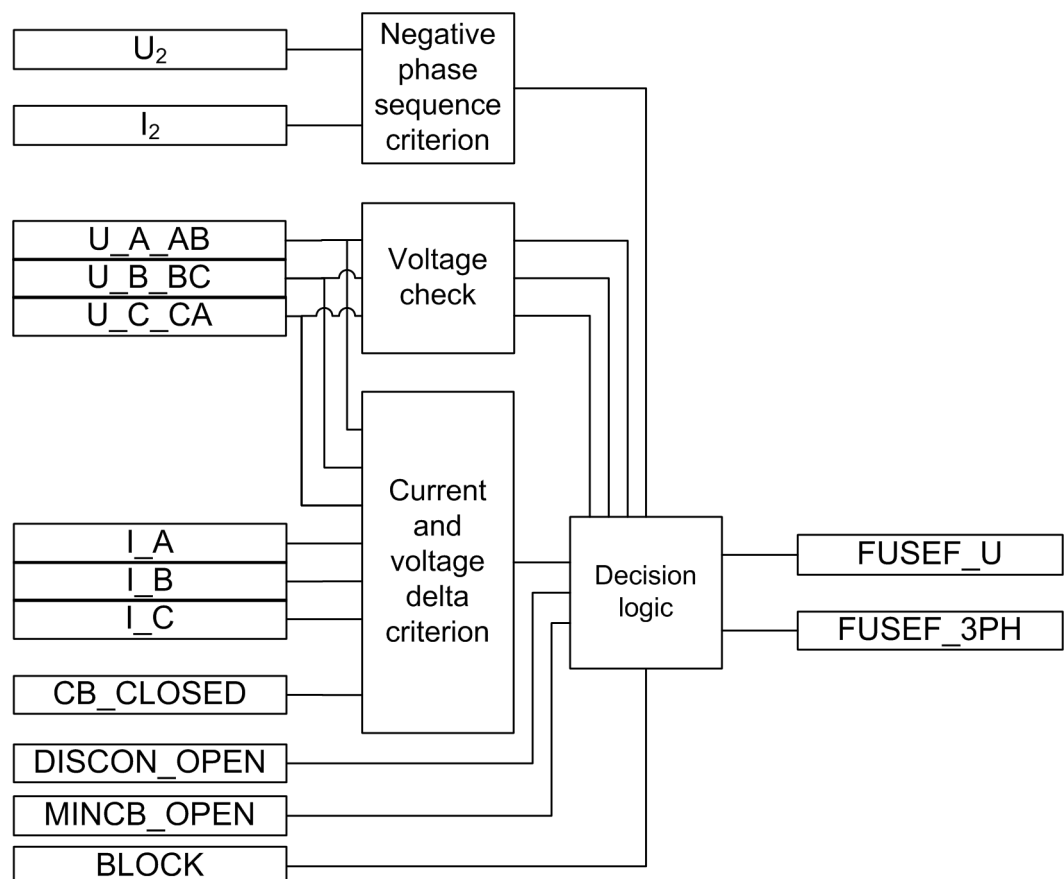 U₂
I₂
Negative
phase
sequence
criterion
U_A_AB
U_B_BC
U_C_CA
Voltage
check
I_A
I_B
I_C
CB_CLOSED
Current
and
voltage
delta
criterion
DISCON_OPEN
MINCB_OPEN
BLOCK
Decision
logic
FUSEF_U
FUSEF_3PH